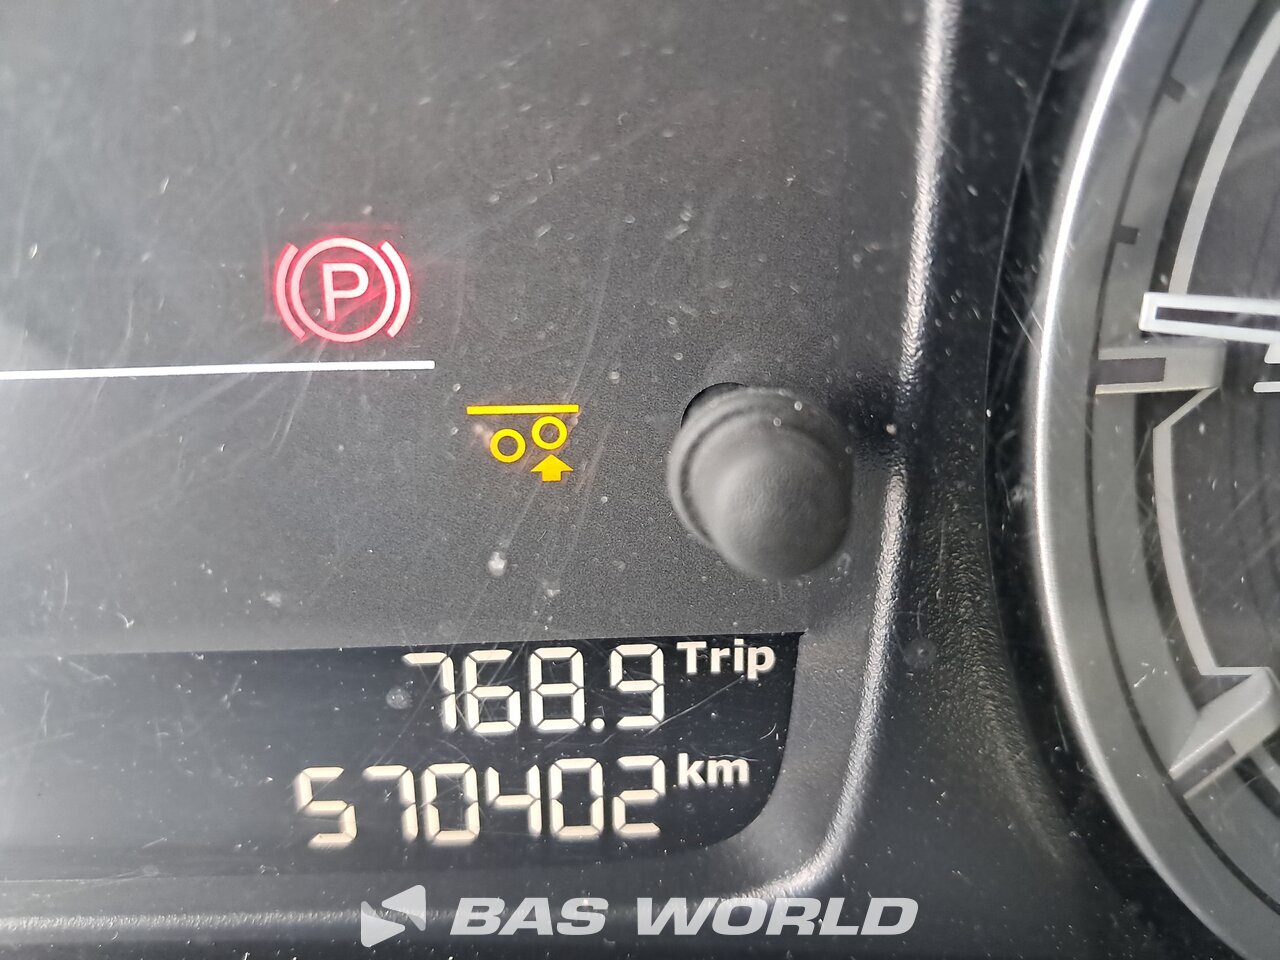 P
768.9 Trip
570402 km
BAS WORLD